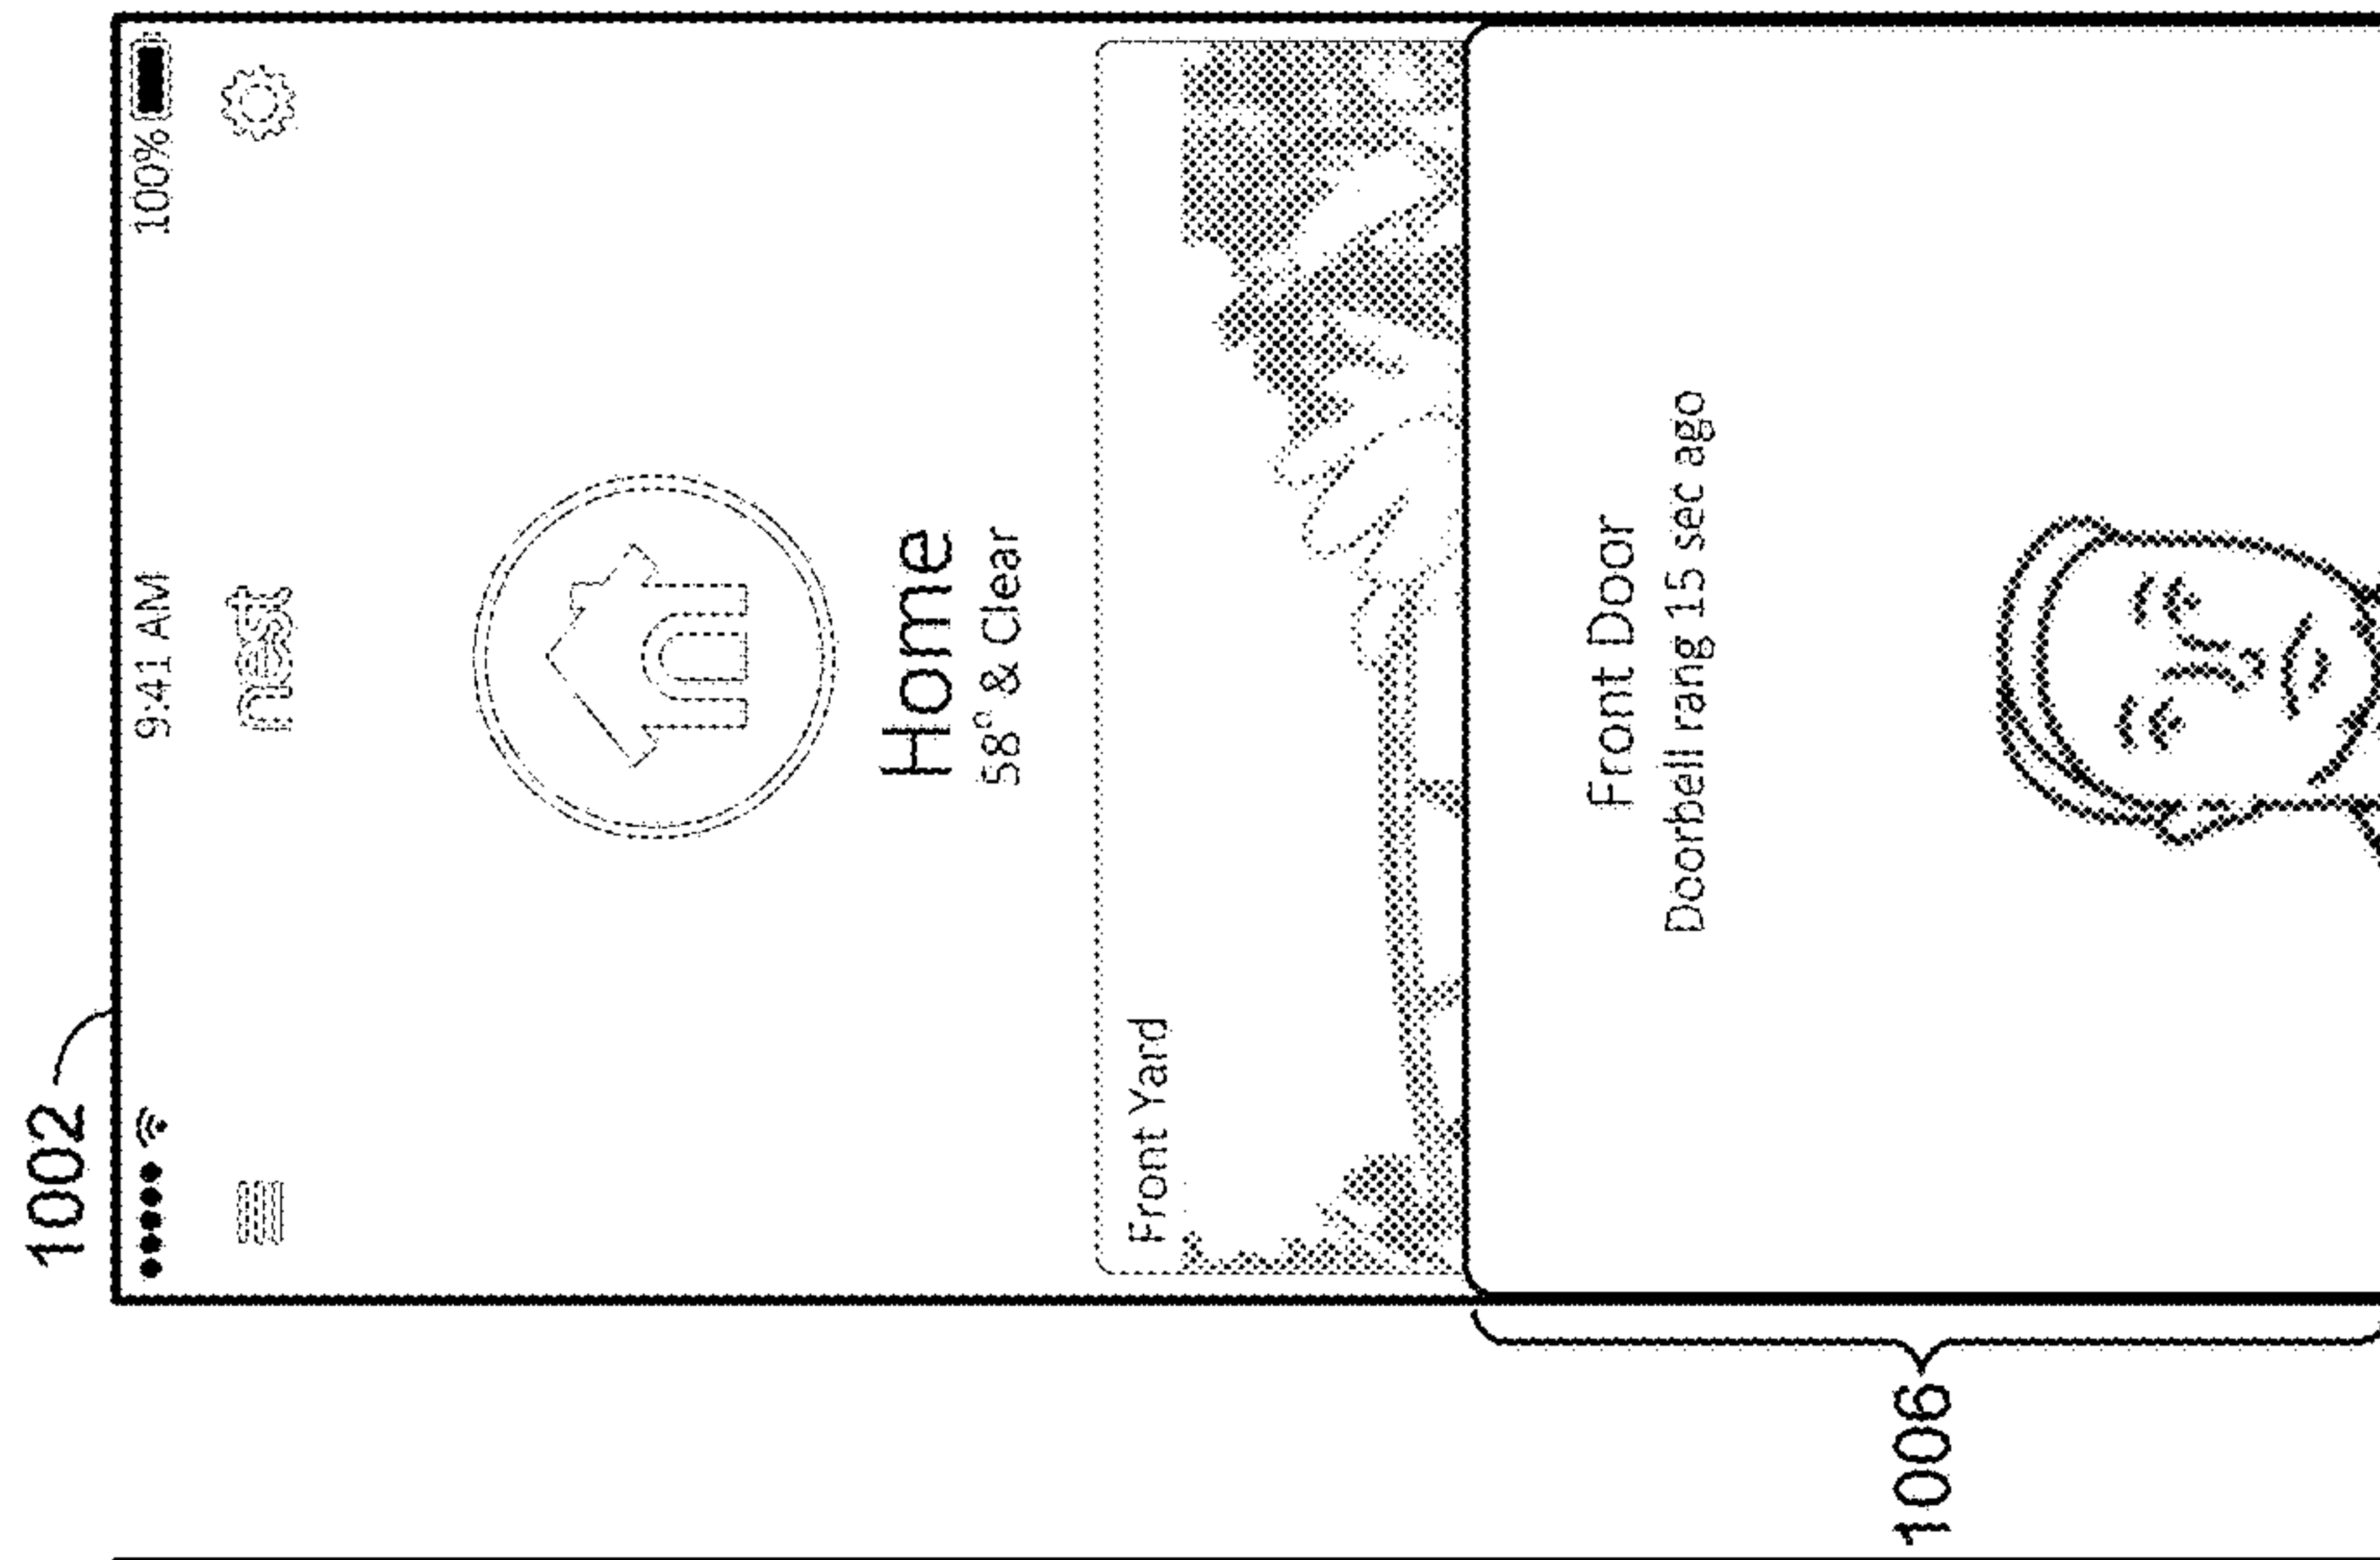 1002
9:41 AM
100%
nest
Home
58° & Clear
Front Yard
1006
Front Door
Doorbell rang 15 sec ago